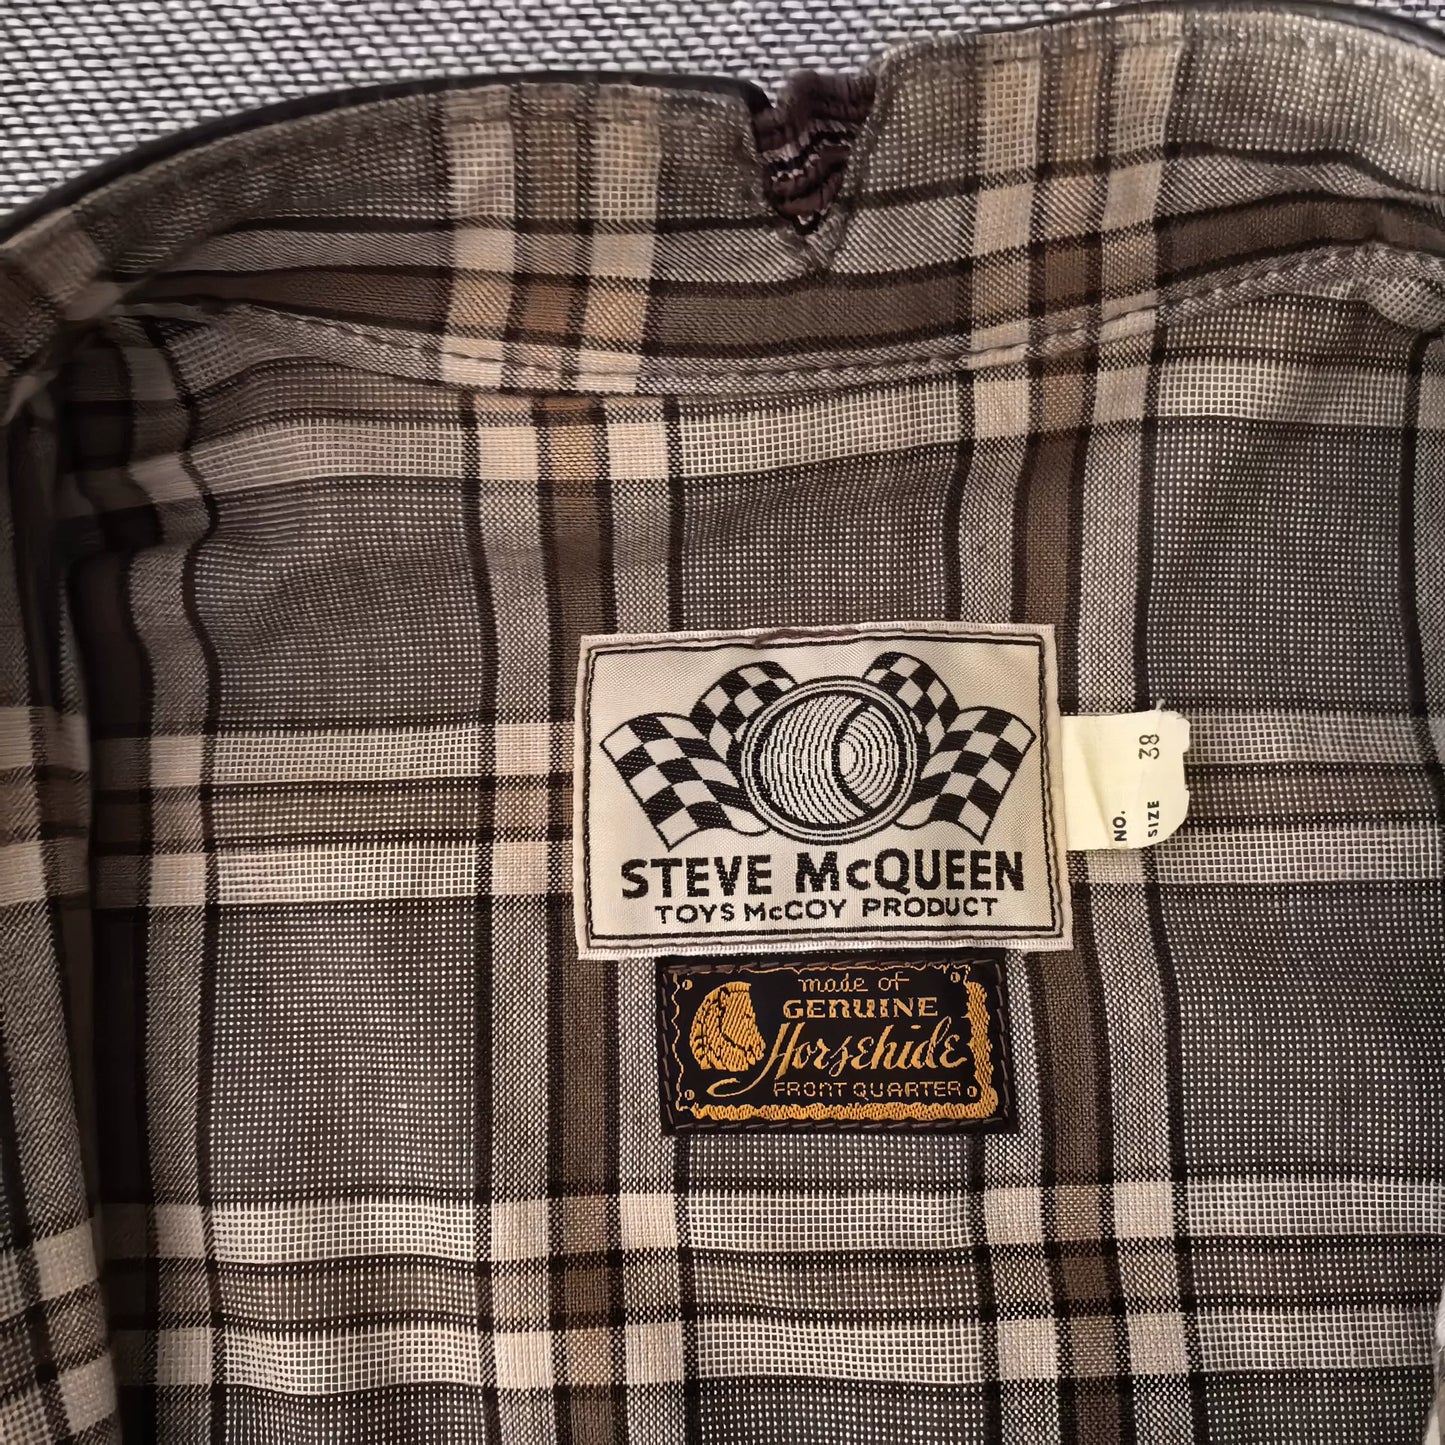 STEVE McQUEEN
TOYS McCOY PRODUCT
NO.
SIZE 38
made of
GENUINE
Horsehide
FRONT QUARTER